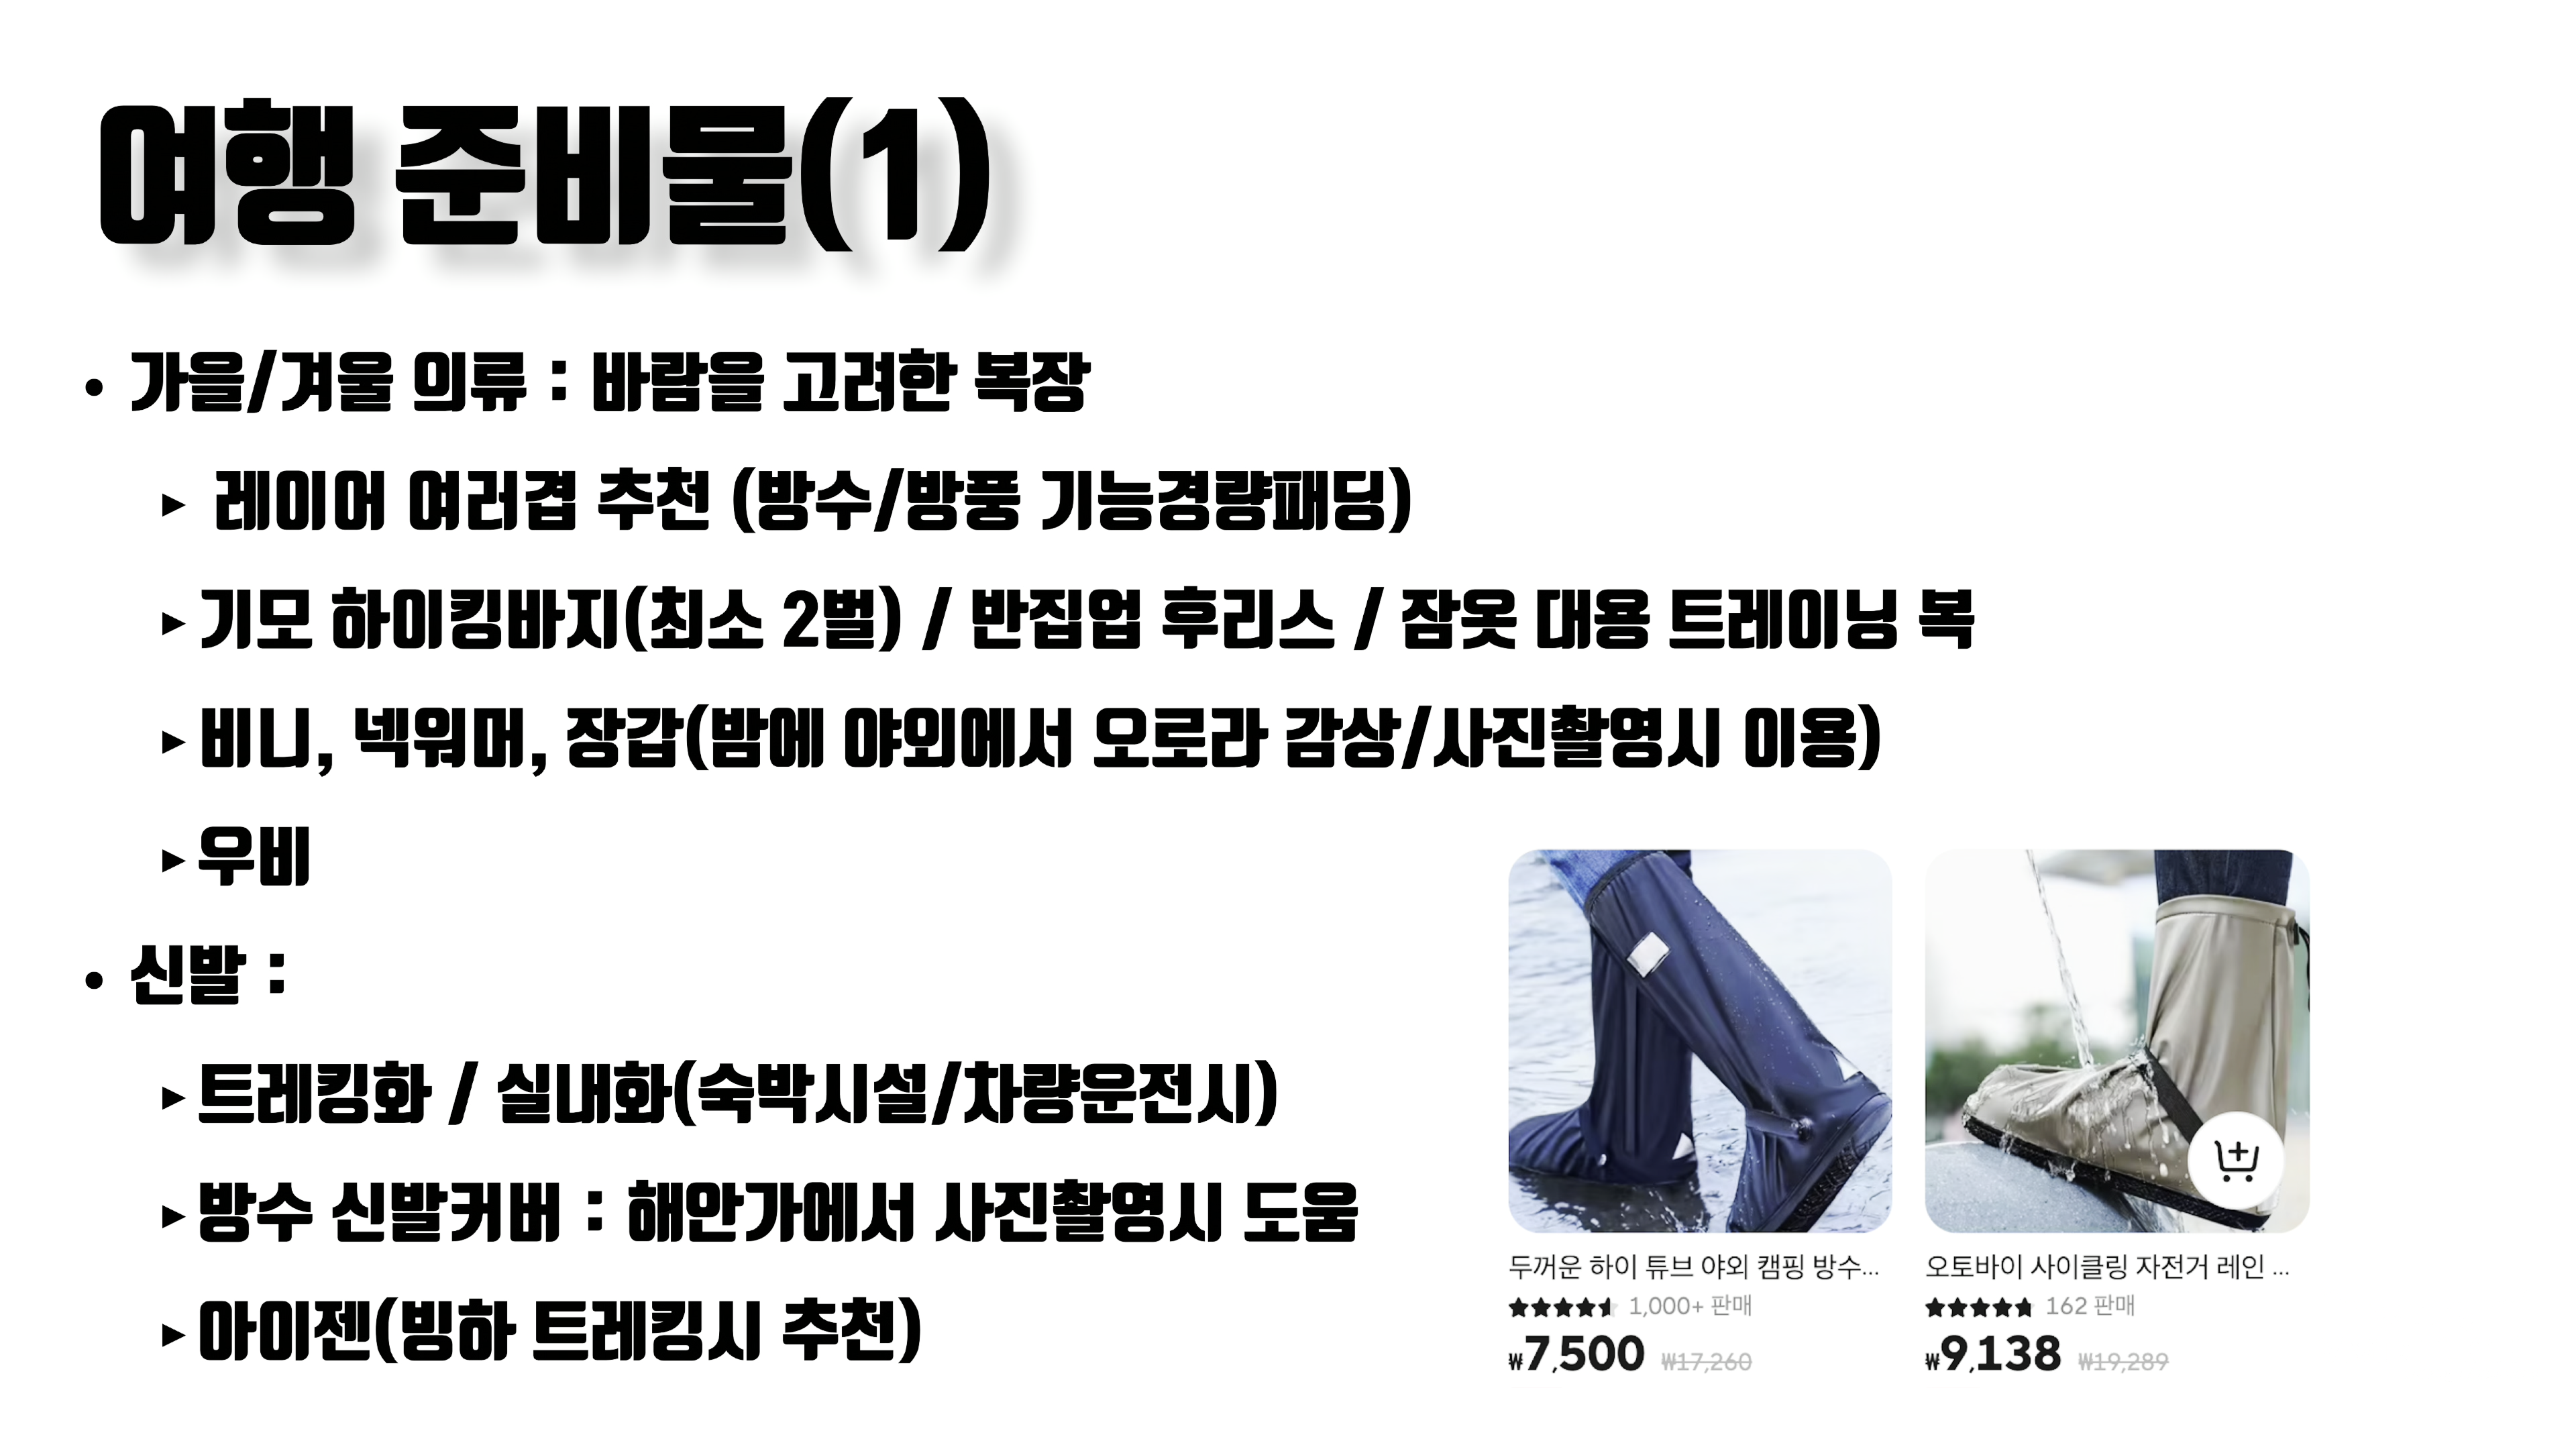 여행 준비물(1)
• 가을/겨울 의류 : 바람을 고려한 복장
▸ 레이어 여러겹 추천 (방수/방풍 기능경량패딩)
▸ 기모 하이킹바지(최소 2벌) / 반집업 후리스 / 잠옷 대용 트레이닝 복
▸ 비니, 넥워머, 장갑(밤에 야외에서 오로라 감상/사진촬영시 이용)
▸ 우비
• 신발 :
▸ 트레킹화 / 실내화(숙박시설/차량운전시)
▸ 방수 신발커버 : 해안가에서 사진촬영시 도움
▸ 아이젠(빙하 트레킹시 추천)
두꺼운 하이 튜브 야외 캠핑 방수...
1,000+ 판매
₩7,500 ₩17,260
오토바이 사이클링 자전거 레인 ...
162 판매
₩9,138 ₩19,289